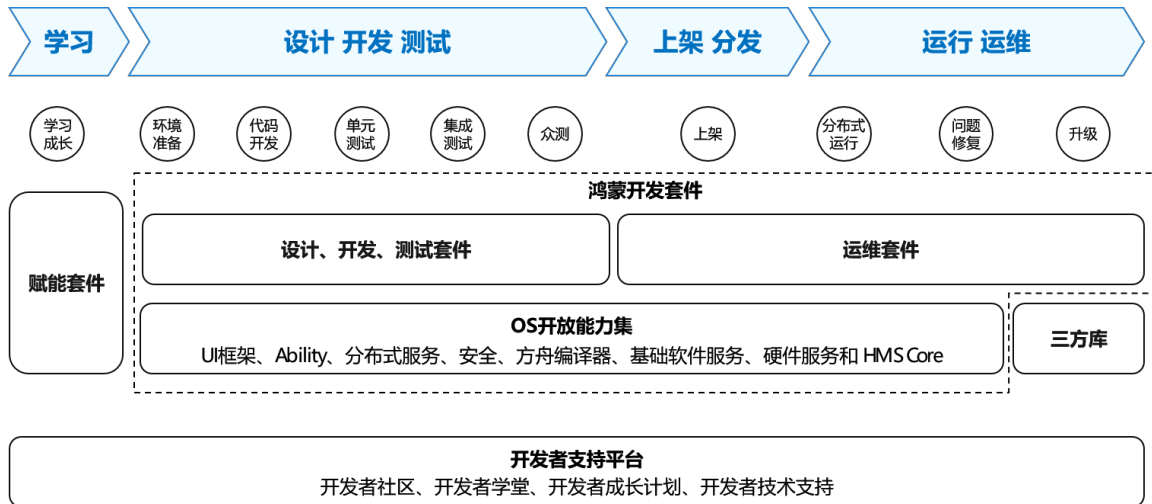 学习
设计 开发 测试
上架 分发
运行 运维
学习
成长
环境
准备
代码
开发
单元
测试
集成
测试
众测
上架
分布式
运行
问题
修复
升级
鸿蒙开发套件
赋能套件
设计、开发、测试套件
运维套件
OS开放能力集
UI框架、Ability、分布式服务、安全、方舟编译器、基础软件服务、硬件服务和 HMS Core
三方库
开发者支持平台
开发者社区、开发者学堂、开发者成长计划、开发者技术支持